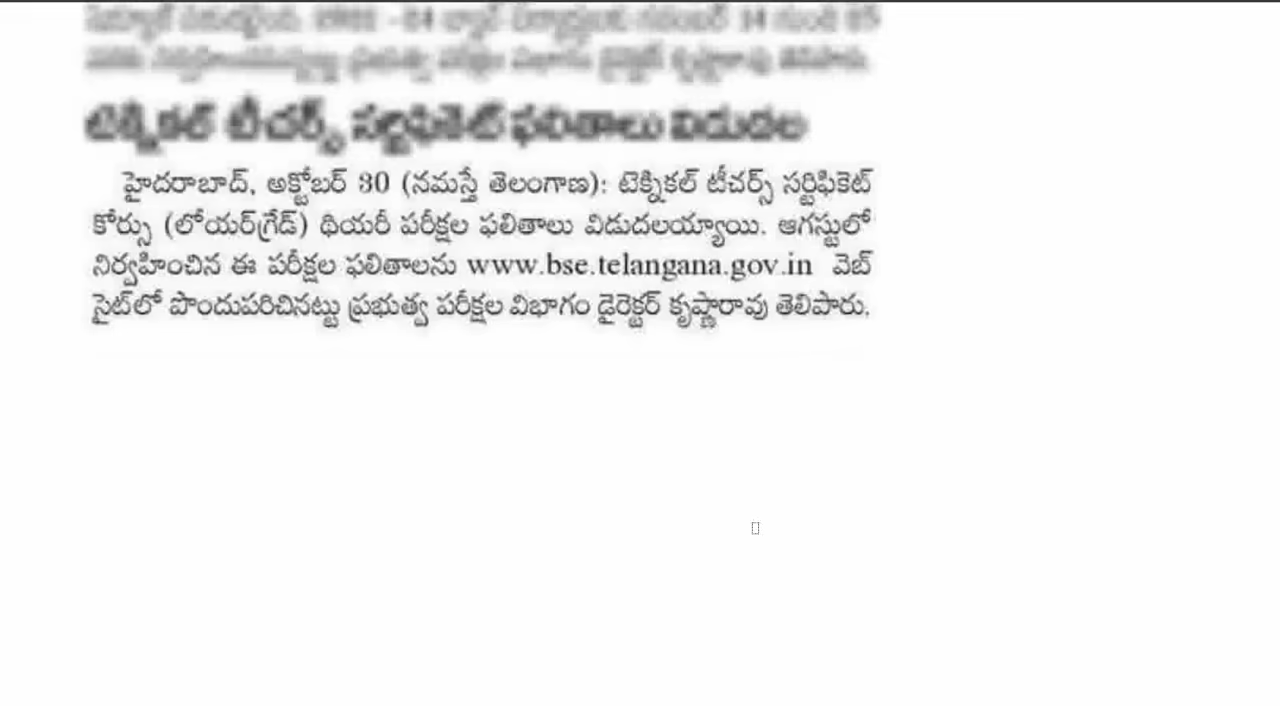 టెక్నికల్ టీచర్స్ సర్టిఫికెట్ ఫలితాలు విడుదల
హైదరాబాద్, అక్టోబర్ 30 (నమస్తే తెలంగాణ): టెక్నికల్ టీచర్స్ సర్టిఫికెట్
కోర్సు (లోయర్‌గ్రేడ్) థియరీ పరీక్షల ఫలితాలు విడుదలయ్యాయి. ఆగస్టులో
నిర్వహించిన ఈ పరీక్షల ఫలితాలను www.bse.telangana.gov.in వెబ్
సైట్‌లో పొందుపరిచినట్టు ప్రభుత్వ పరీక్షల విభాగం డైరెక్టర్ కృష్ణారావు తెలిపారు.